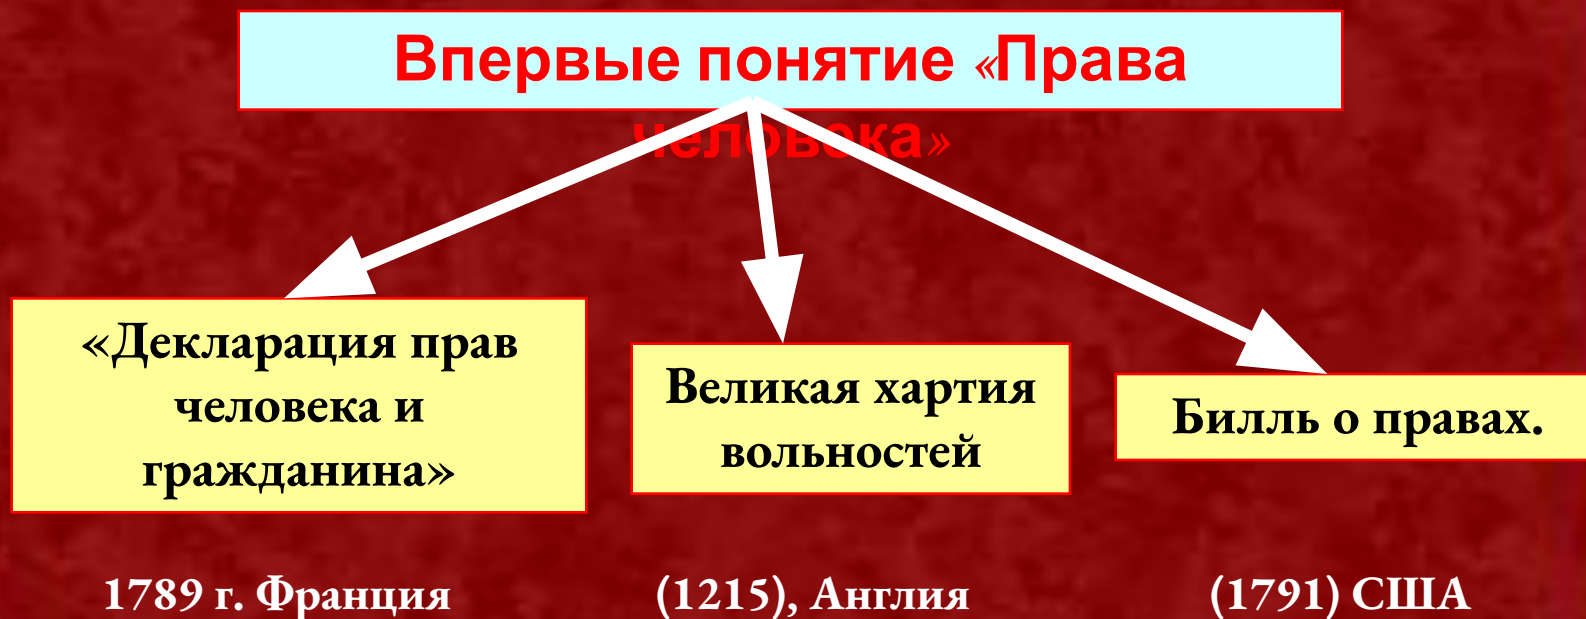 Впервые понятие «Права
человека»
«Декларация прав
человека и
гражданина»
Великая хартия
вольностей
Билль о правах.
1789 г. Франция
(1215), Англия
(1791) США